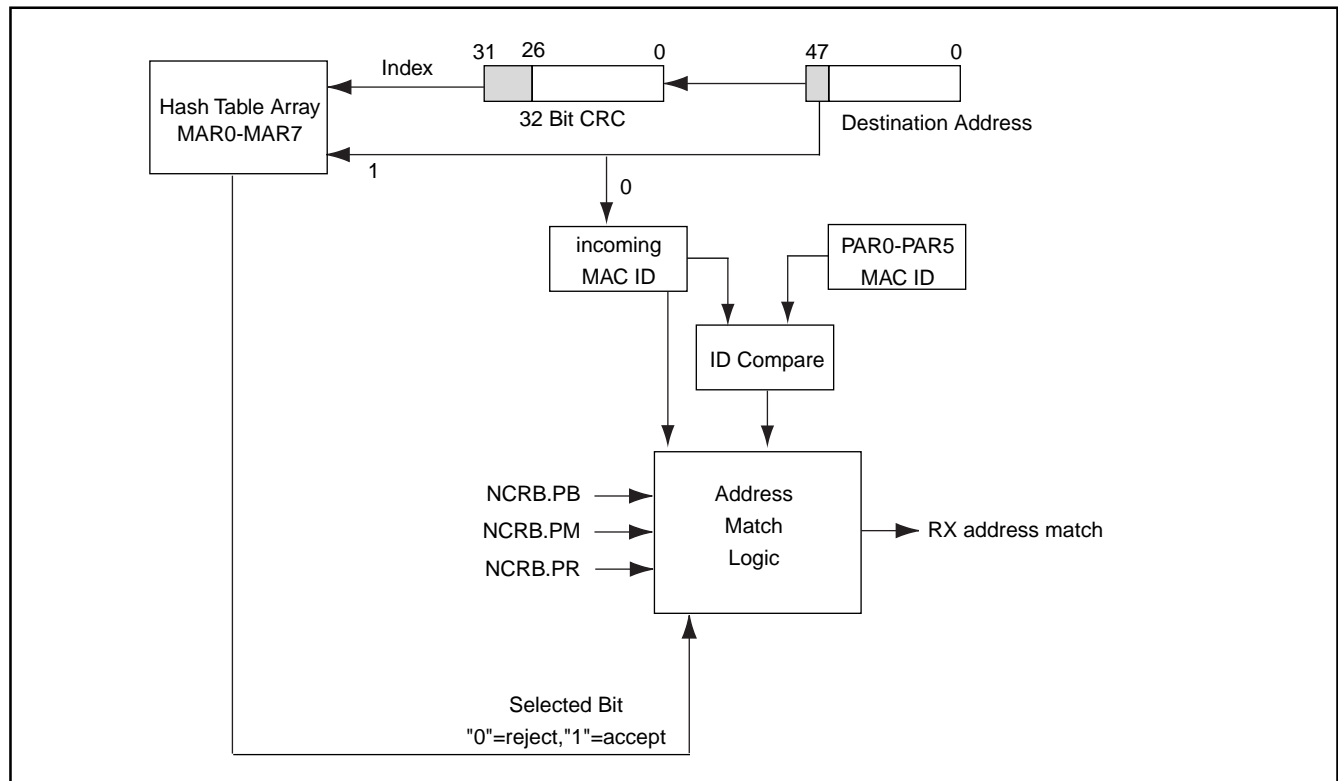 31 26 0 47 0
Index
Hash Table Array
MAR0-MAR7
32 Bit CRC
Destination Address
1
0
incoming
MAC ID
PAR0-PAR5
MAC ID
ID Compare
NCRB.PB
NCRB.PM
NCRB.PR
Address
Match
Logic
RX address match
Selected Bit
"0"=reject,"1"=accept